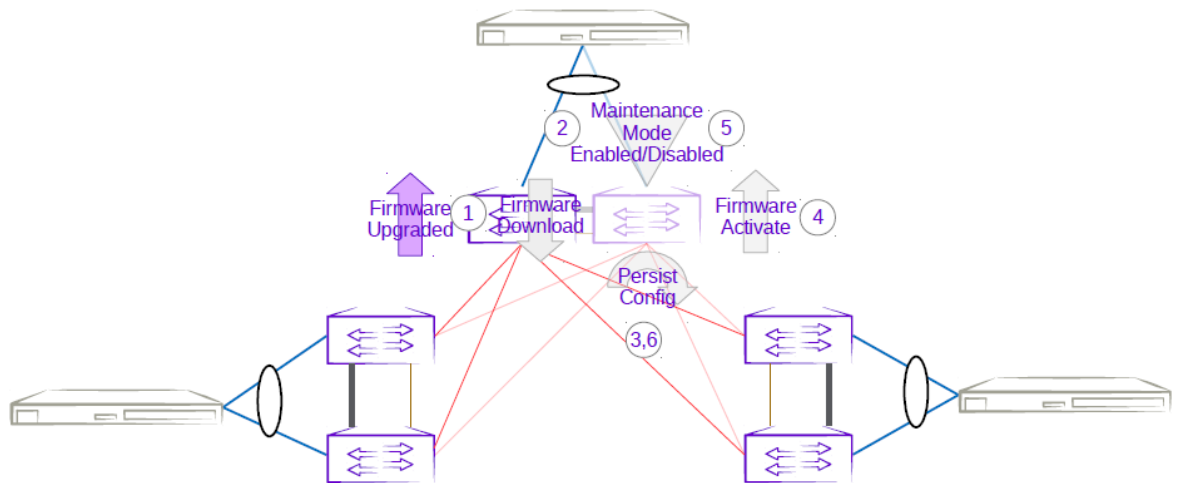 Maintenance
Mode
Enabled/Disabled
2
5
Firmware
Upgraded
1
Firmware
Download
Firmware
Activate
4
Persist
Config
3,6